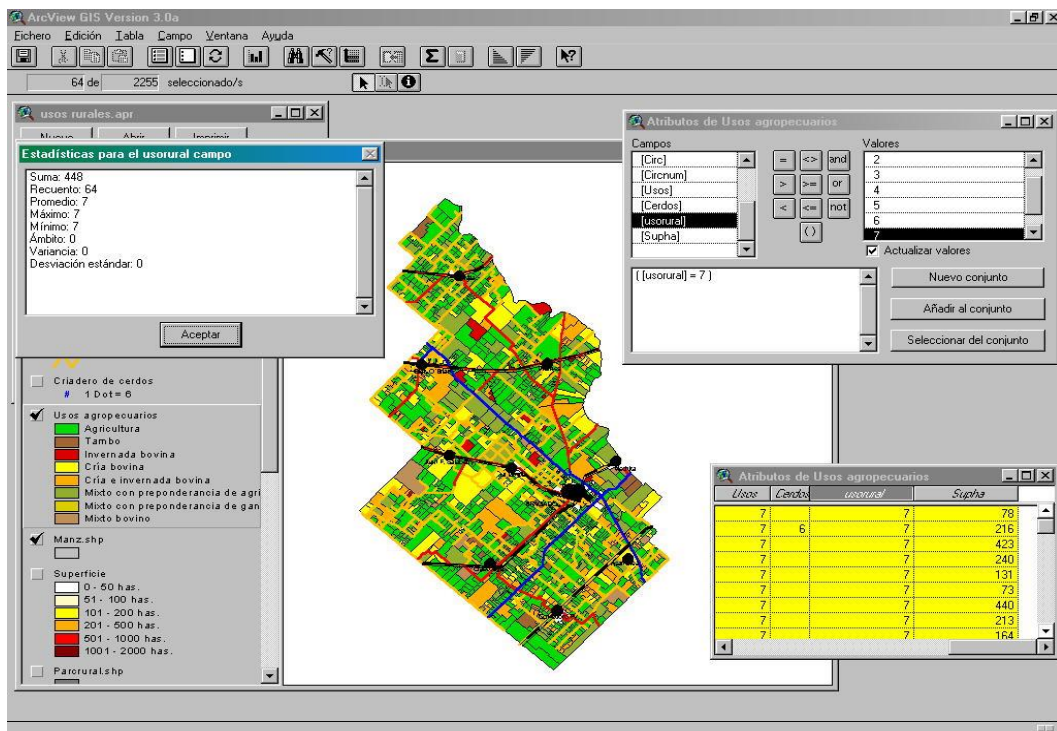 ArcView GIS Version 3.0a
Fichero Edición Tabla Campo Ventana Ayuda
64 de 2255 seleccionado/s
usos rurales.apr
Nuevo Abrir Imprimir
Estadísticas para el usorural campo
Suma: 448
Recuento: 64
Promedio: 7
Máximo: 7
Mínimo: 7
Ámbito: 0
Variancia: 0
Desviación estándar: 0
Aceptar
Criadero de cerdos
# 1 Dot = 6
Usos agropecuarios
Agricultura
Tambo
Invernada bovina
Cría bovina
Cría e invernada bovina
Mixto con preponderancia de agri
Mixto con preponderancia de gan
Mixto bovino
Manz.shp
Superficie
0 - 50 has.
51 - 100 has.
101 - 200 has.
201 - 500 has.
501 - 1000 has.
1001 - 2000 has.
Parcrural.shp
Atributos de Usos agropecuarios
Campos
[Circ]
[Circnum]
[Usos]
[Cerdos]
[usorural]
[Supha]
= <> and
> >= or
< <= not
( )
Valores
2
3
4
5
6
7
Actualizar valores
( [usorural] = 7 )
Nuevo conjunto
Añadir al conjunto
Seleccionar del conjunto
Atributos de Usos agropecuarios
Usos Cerdos usorural Supha
7 7 78
7 6 7 216
7 7 423
7 7 240
7 7 131
7 7 73
7 7 440
7 7 213
7 7 164